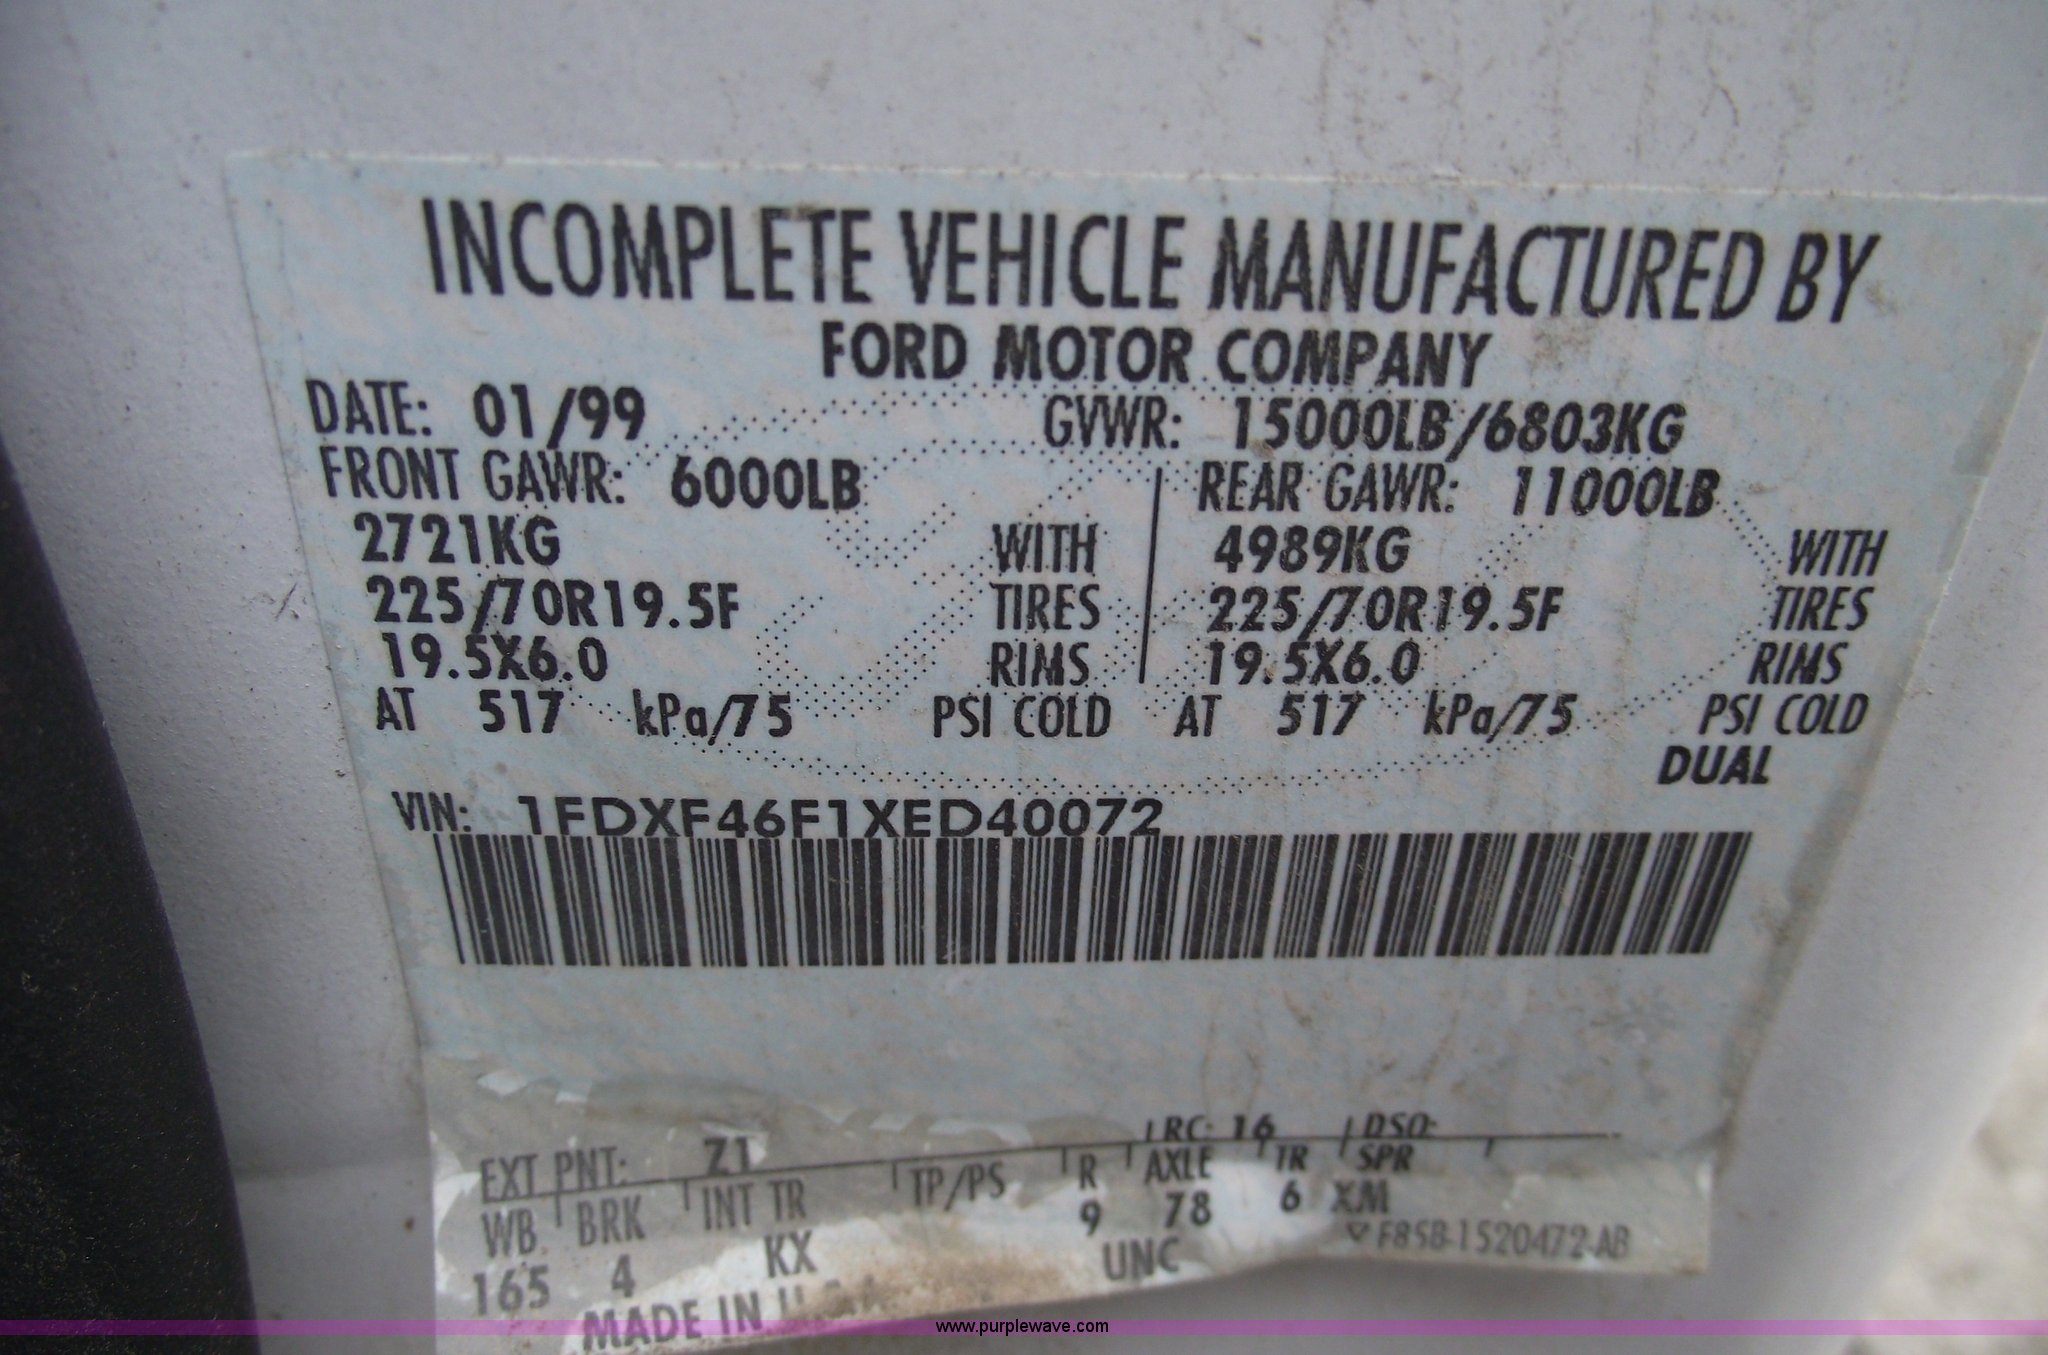 INCOMPLETE VEHICLE MANUFACTURED BY
FORD MOTOR COMPANY
DATE: 01/99 GVWR: 15000LB/6803KG
FRONT GAWR: 6000LB REAR GAWR: 11000LB
2721KG WITH 4989KG WITH
225/70R19.5F TIRES 225/70R19.5F TIRES
19.5X6.0 RIMS 19.5X6.0 RIMS
AT 517 kPa/75 PSI COLD AT 517 kPa/75 PSI COLD
DUAL
VIN: 1FDXF46F1XED40072
EXT PNT: Z1 RC: 16 DSO:
WB BRK INT TR TP/PS R AXLE TR SPR
165 4 KX 9 78 6 XM
UNC F85B-1520472-AB
MADE IN
www.purplewave.com